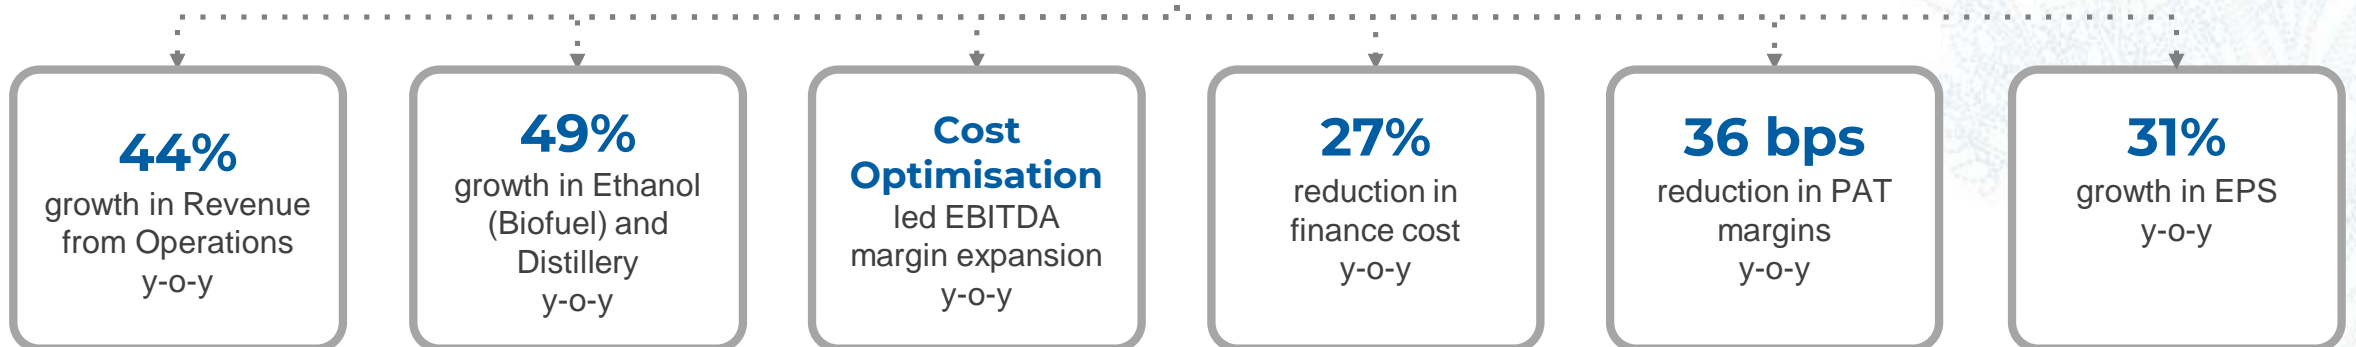 44%
growth in Revenue
from Operations
y-o-y
49%
growth in Ethanol
(Biofuel) and
Distillery
y-o-y
Cost
Optimisation
led EBITDA
margin expansion
y-o-y
27%
reduction in
finance cost
y-o-y
36 bps
reduction in PAT
margins
y-o-y
31%
growth in EPS
y-o-y